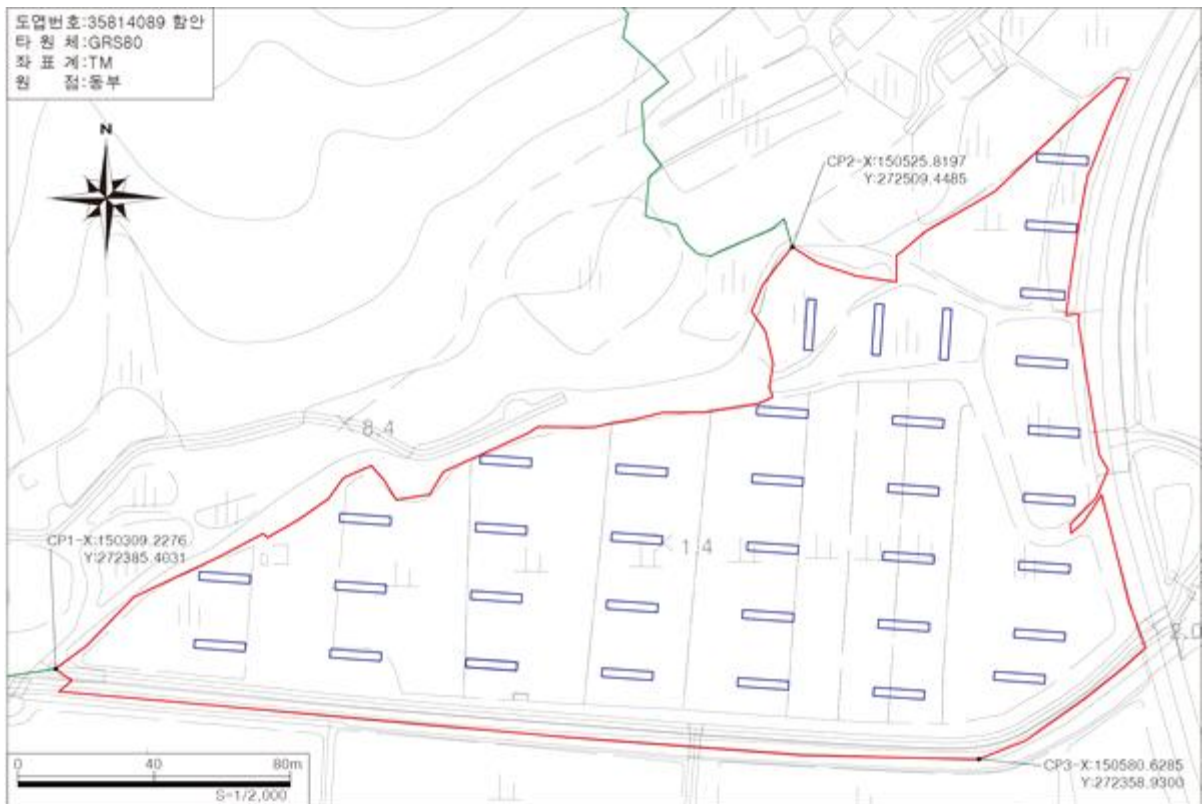 도엽번호:35814089 함안
타 원 체:GRS80
좌 표 계:TM
원    점:동부
N
CP2-X:150525.8197
Y:272509.4485
8.4
CP1-X:150309.2276
Y:272385.4031
1.4
2.0
CP3-X:150580.6285
Y:272358.9300
0 40 80m
S=1/2,000